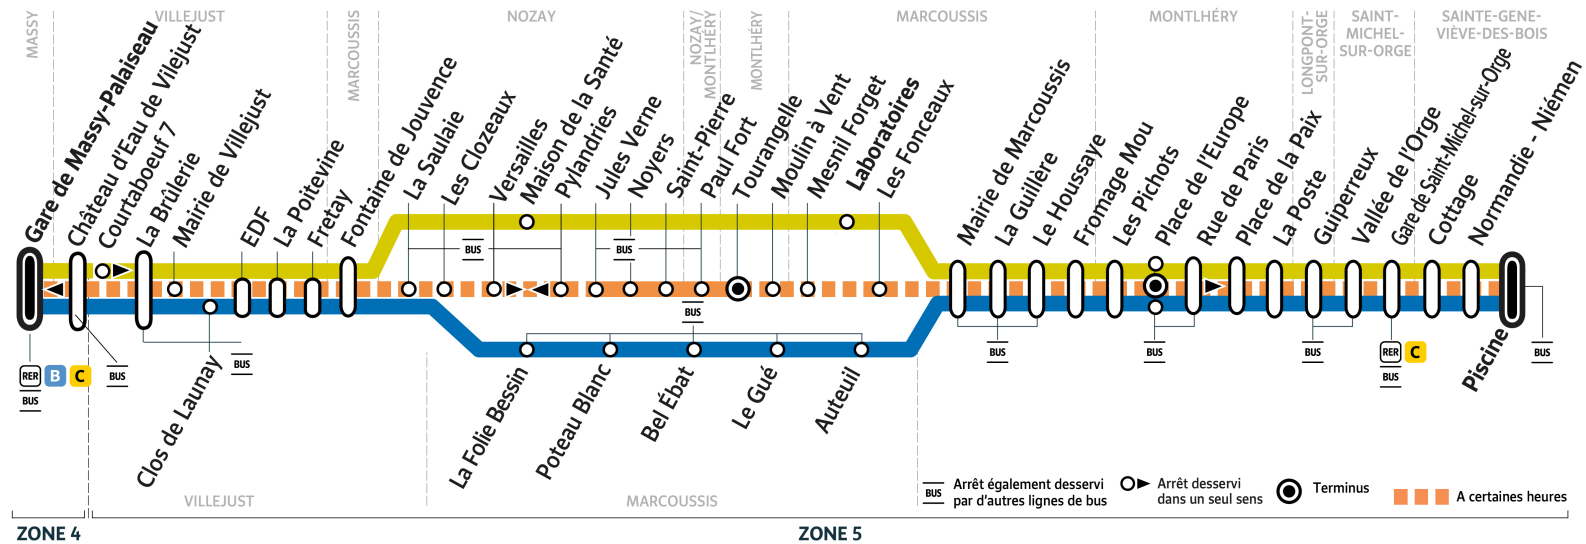 MASSY
VILLEJUST
MARCOUSSIS
NOZAY
NOZAY/
MONTLHÉRY
MONTLHÉRY
MARCOUSSIS
MONTLHÉRY
LONGPONT-
SUR-ORGE
SAINT-
MICHEL-
SUR-ORGE
SAINTE-GENE-
VIÈVE-DES-BOIS
Gare de Massy-Palaiseau
Château d'Eau de Vilejust
Courtaboeuf 7
La Brûlerie
Mairie de Villejust
EDF
La Poitevine
Fretay
Fontaine de Jouvence
La Saulaie
Les Clozeaux
Versailles
Maison de la Santé
Pylandries
Jules Verne
Noyers
Saint-Pierre
Paul Fort
Tourangelle
Moulin à Vent
Mesnil Forget
Laboratoires
Les Fonceaux
Mairie de Marcoussis
La Guillère
Le Houssaye
Fromage Mou
Les Pichots
Place de l'Europe
Rue de Paris
Place de la Paix
La Poste
Guiperreux
Vallée de l'Orge
Gare de Saint-Michel-sur-Orge
Cottage
Normandie - Niémen
BUS
BUS
BUS
RER B C
BUS
BUS
BUS
BUS
BUS
BUS
RER C
BUS
BUS
Piscine
Clos de Launay
La Folie Bessin
Poteau Blanc
Bel Ébat
Le Gué
Auteuil
VILLEJUST
MARCOUSSIS
BUS
Arrêt également desservi
par d'autres lignes de bus
Arrêt desservi
dans un seul sens
Terminus
A certaines heures
ZONE 4
ZONE 5